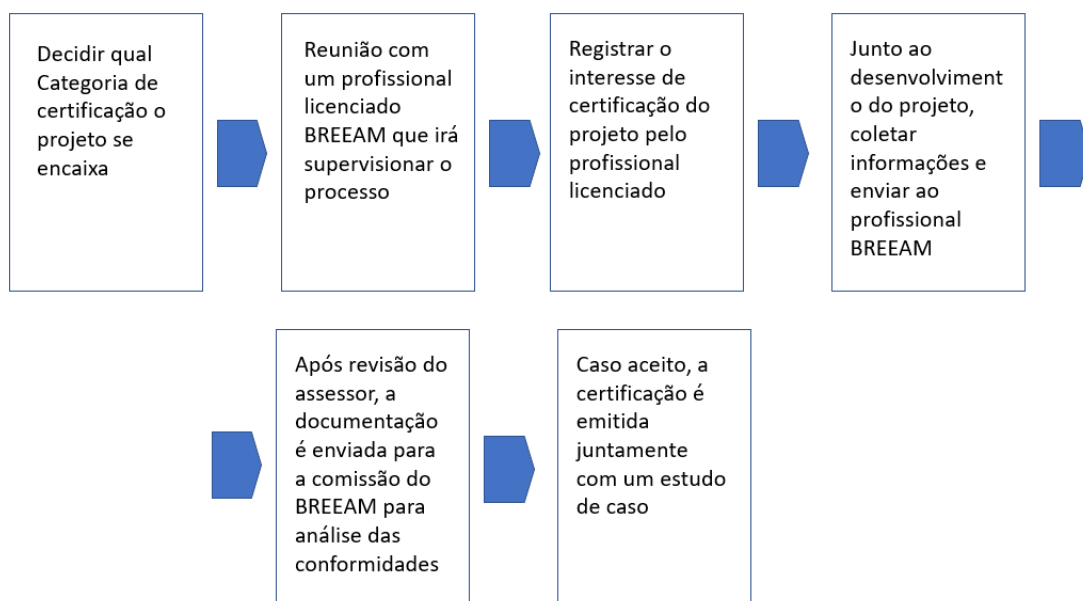 Decidir qual
Categoria de
certificação o
projeto se
encaixa
Reunião com
um profissional
licenciado
BREEAM que irá
supervisionar o
processo
Registrar o
interesse de
certificação do
projeto pelo
profissional
licenciado
Junto ao
desenvolviment
o do projeto,
coletar
informações e
enviar ao
profissional
BREEAM
Após revisão do
assessor, a
documentação
é enviada para
a comissão do
BREEAM para
análise das
conformidades
Caso aceito, a
certificação é
emitida
juntamente
com um estudo
de caso